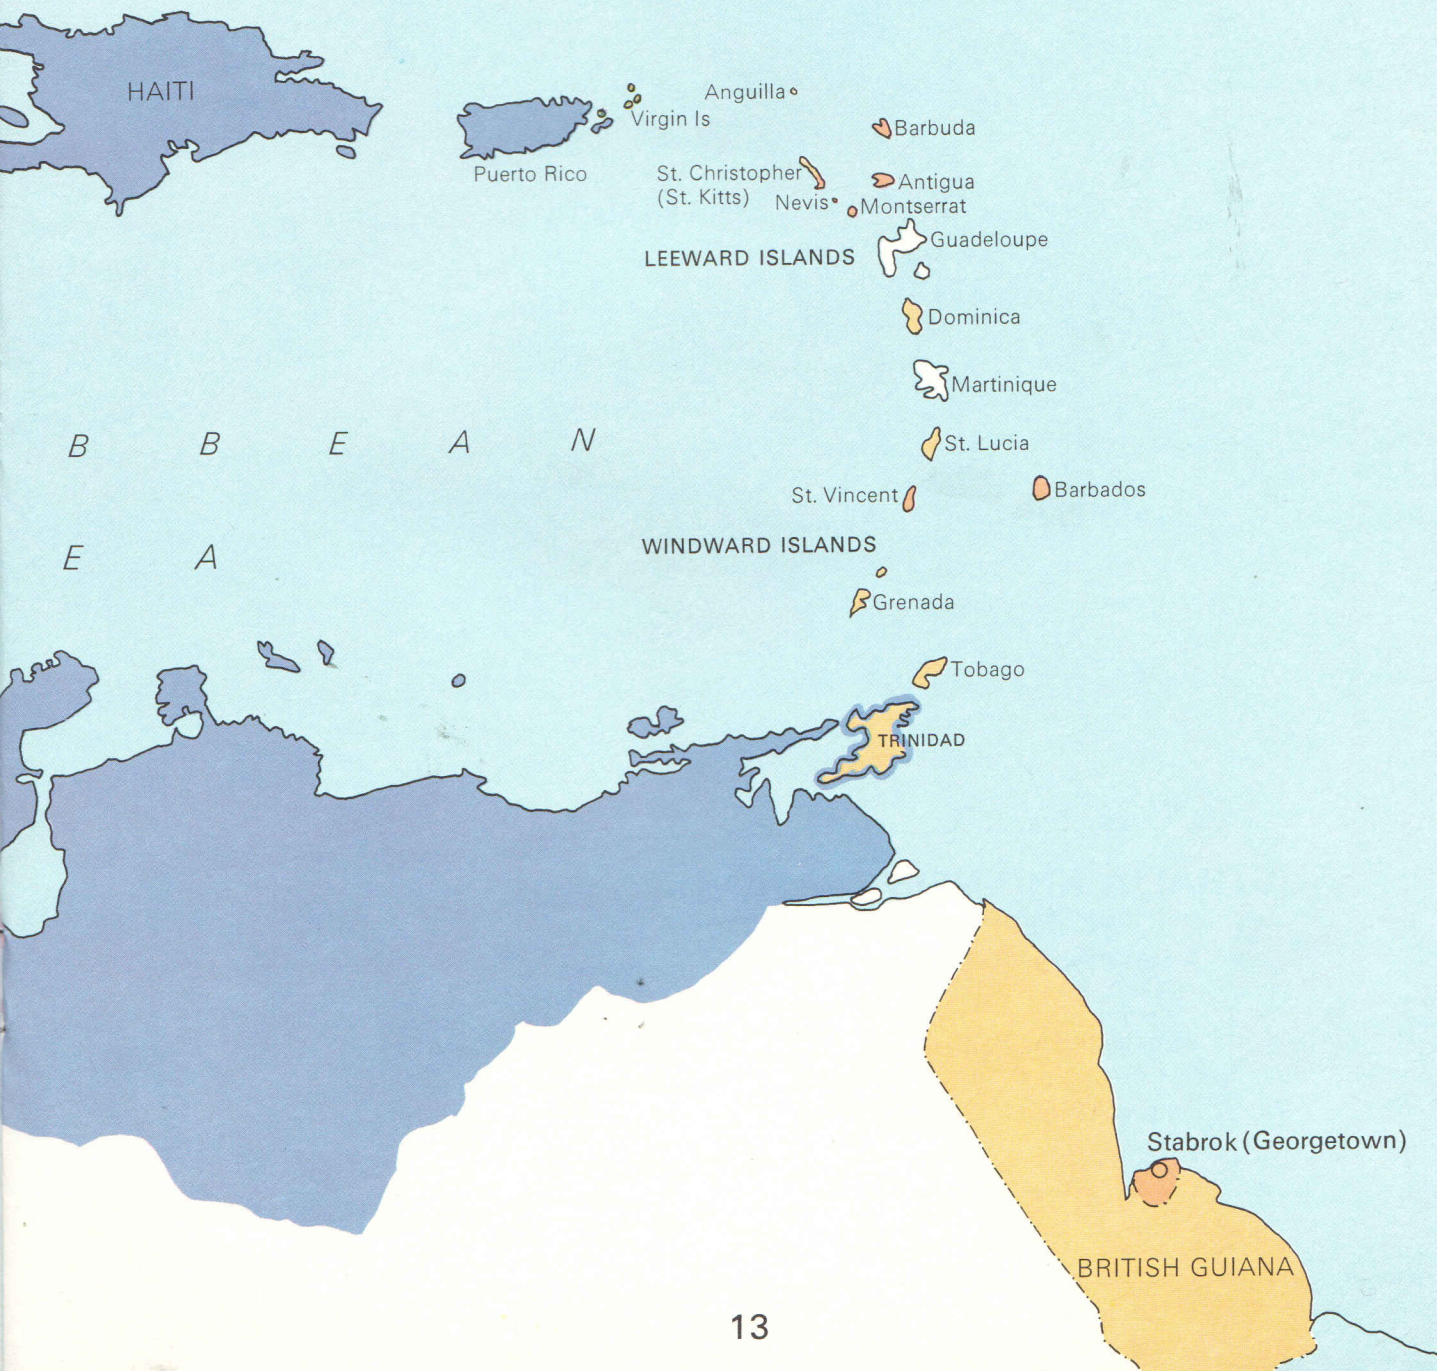 HAITI
Puerto Rico
Virgin Is
Anguilla
Barbuda
St. Christopher
(St. Kitts)
Nevis
Antigua
Montserrat
LEEWARD ISLANDS
Guadeloupe
Dominica
Martinique
B B E A N
St. Lucia
St. Vincent
Barbados
WINDWARD ISLANDS
E A
Grenada
Tobago
TRINIDAD
Stabrok (Georgetown)
BRITISH GUIANA
13